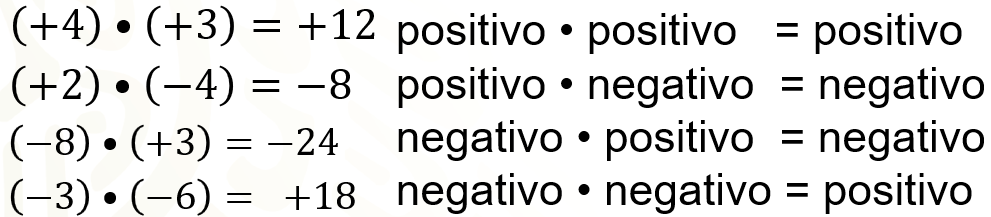 (+4) • (+3) = +12 positivo • positivo = positivo
(+2) • (−4) = −8 positivo • negativo = negativo
(−8) • (+3) = −24 negativo • positivo = negativo
(−3) • (−6) = +18 negativo • negativo = positivo